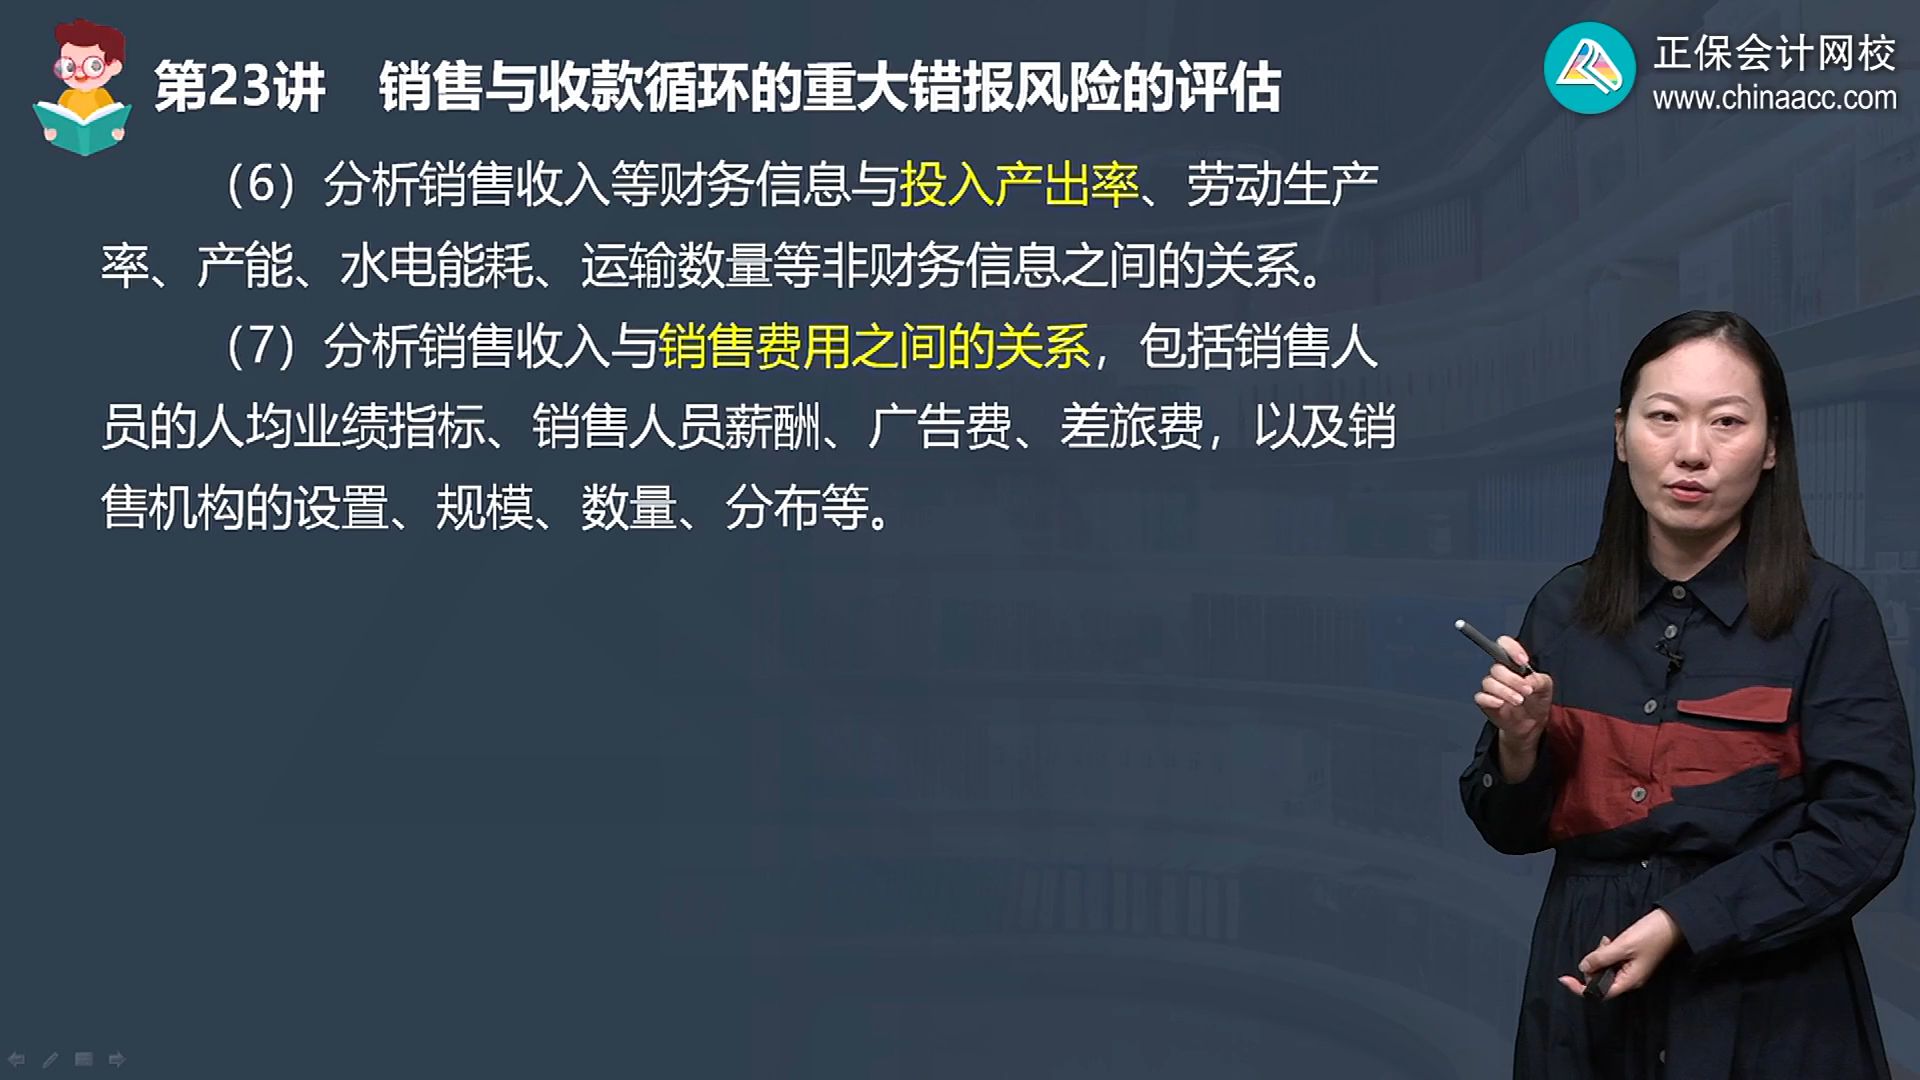 第23讲 销售与收款循环的重大错报风险的评估
正保会计网校
www.chinaacc.com
（6）分析销售收入等财务信息与投入产出率、劳动生产
率、产能、水电能耗、运输数量等非财务信息之间的关系。
（7）分析销售收入与销售费用之间的关系，包括销售人
员的人均业绩指标、销售人员薪酬、广告费、差旅费，以及销
售机构的设置、规模、数量、分布等。